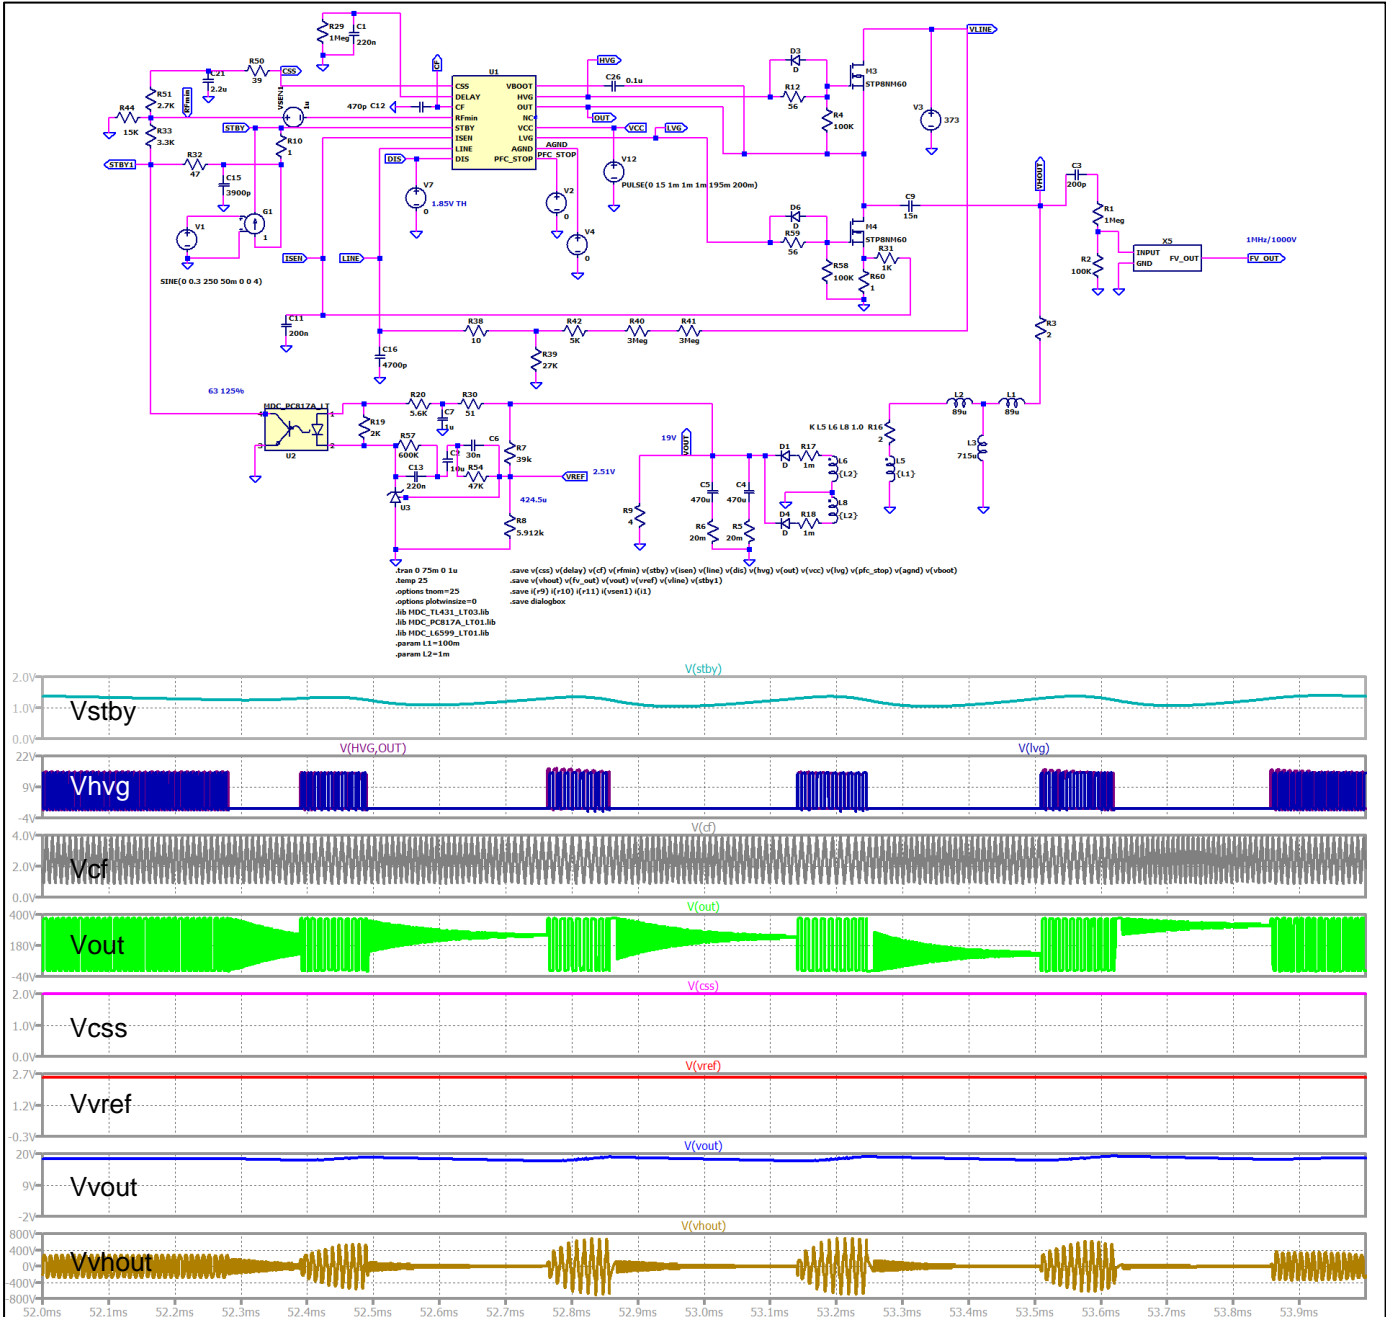 R29
1Meg
C1
220n
VLINE
R50
39
CSS
C21
2.2u
R51
2.7K
RFmin
VSEN1
1u
R44
15K
R33
3.3K
STBY
R10
1
STBY1
R32
47
C15
3900p
G1
1
V1
SINE(0 0.3 250 50m 0 0 4)
CF
470p C12
U1
CSS
DELAY
CF
RFmin
STBY
ISEN
LINE
DIS
VBOOT
HVG
OUT
NC
VCC
LVG
AGND
PFC_STOP
HVG
C26
0.1u
OUT
VCC
LVG
AGND
PFC STOP
V12
PULSE(0 15 1m 1m 1m 195m 200m)
DIS
V7
0
1.85V TH
V2
0
V4
0
D3
D
R12
56
R4
100K
M3
STP8NM60
V3
373
D6
D
R59
56
R58
100K
M4
STP8NM60
R31
1K
R60
1
C9
15n
VHOUT
C3
200p
R1
1Meg
R2
100K
X5
INPUT
GND
FV_OUT
1MHz/1000V
FV OUT
ISEN
LINE
C11
200n
C16
4700p
R38
10
R42
5K
R40
3Meg
R41
3Meg
R39
27K
R3
2
63 125%
MDC_PC817A_LT
4
1
3
2
U2
R19
2K
R20
5.6K
C7
1u
R30
51
R57
600K
C2
10u
C6
30n
R54
47K
C13
220n
U3
R7
39k
VREF
2.51V
424.5u
R8
5.912k
19V
VOUT
R9
4
C5
470u
C4
470u
R6
20m
R5
20m
D1
D
R17
1m
D4
D
R18
1m
L6
{L2}
L8
{L2}
K L5 L6 L8 1.0
R16
2
L5
{L1}
L2
89u
L1
89u
L3
715u
.tran 0 75m 0 1u
.temp 25
.options tnom=25
.options plotwinsize=0
.lib MDC_TL431_LT03.lib
.lib MDC_PC817A_LT01.lib
.lib MDC_L6599_LT01.lib
.param L1=100m
.param L2=1m
.save v(css) v(delay) v(cf) v(rfmin) v(stby) v(isen) v(line) v(dis) v(hvg) v(out) v(vcc) v(lvg) v(pfc_stop) v(agnd) v(vboot)
.save v(vhout) v(fv_out) v(vout) v(vref) v(vline) v(stby1)
.save i(r9) i(r10) i(r11) i(vsen1) i(i1)
.save dialogbox
V(stby)
2.0V
1.0V
0.0V
Vstby
V(HVG,OUT)
V(lvg)
22V
9V
-4V
Vhvg
V(cf)
4.0V
2.0V
0.0V
Vcf
V(out)
400V
180V
-40V
Vout
V(css)
2.0V
1.0V
0.0V
Vcss
V(vref)
2.7V
1.2V
-0.3V
Vvref
V(vout)
20V
9V
-2V
Vvout
V(vhout)
800V
400V
0V
-400V
-800V
Vvhout
52.0ms 52.1ms 52.2ms 52.3ms 52.4ms 52.5ms 52.6ms 52.7ms 52.8ms 52.9ms 53.0ms 53.1ms 53.2ms 53.3ms 53.4ms 53.5ms 53.6ms 53.7ms 53.8ms 53.9ms